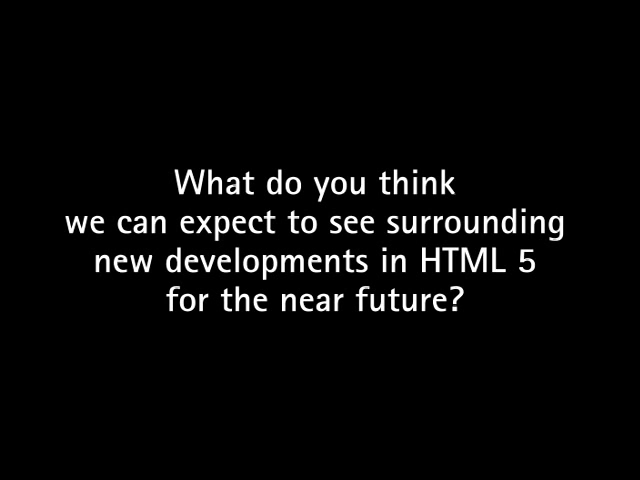 What do you think
we can expect to see surrounding
new developments in HTML 5
for the near future?